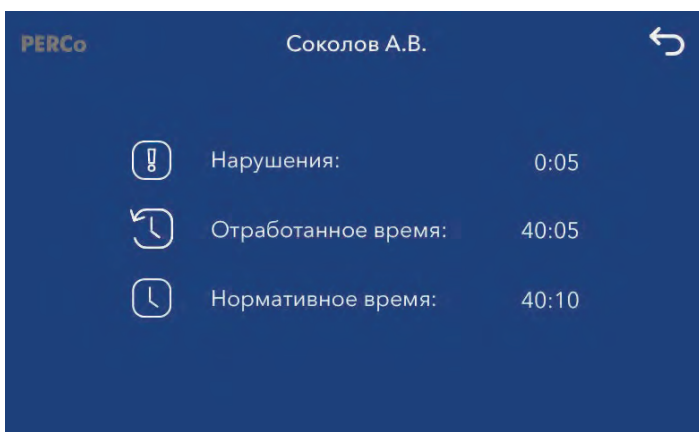 PERCo
Соколов А.В.
Нарушения: 0:05
Отработанное время: 40:05
Нормативное время: 40:10